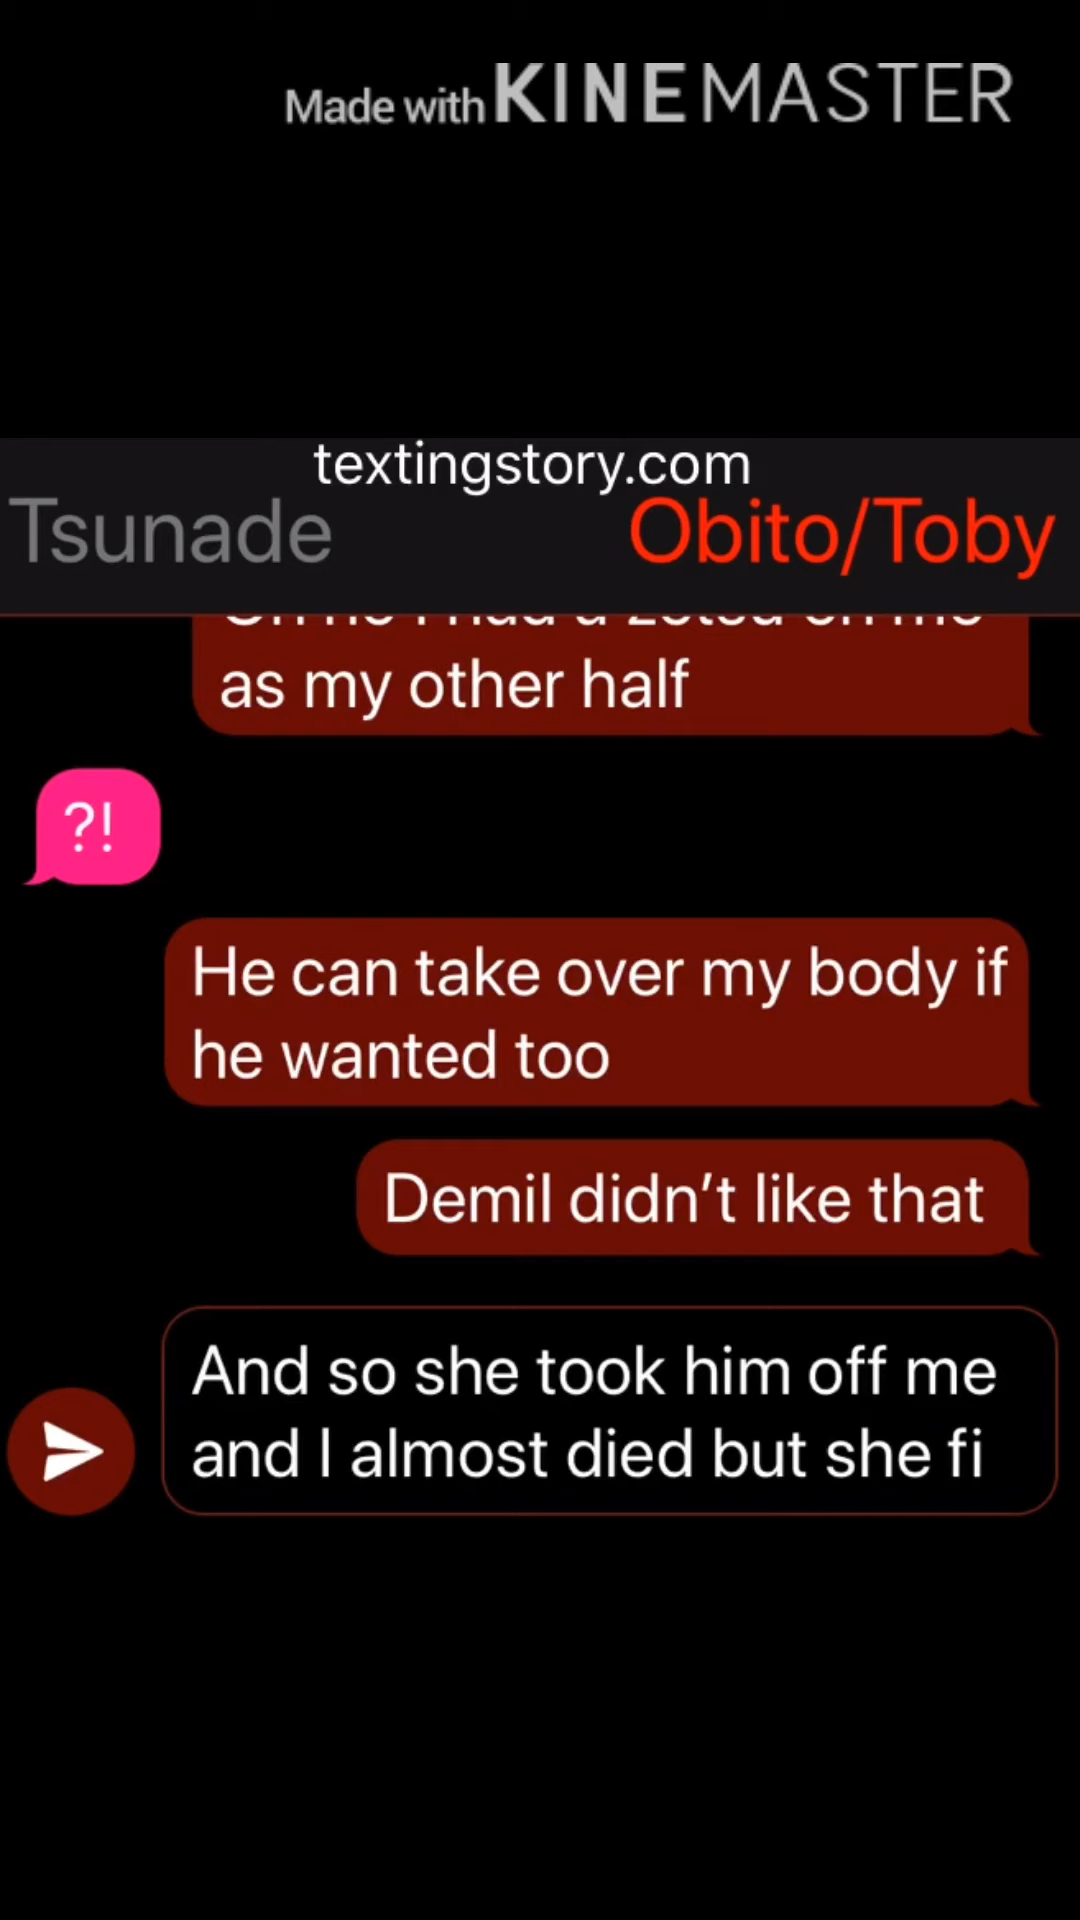 Made with KINEMASTER
textingstory.com
Tsunade Obito/Toby
as my other half
?!
He can take over my body if
he wanted too
Demil didn’t like that
And so she took him off me
and I almost died but she fi